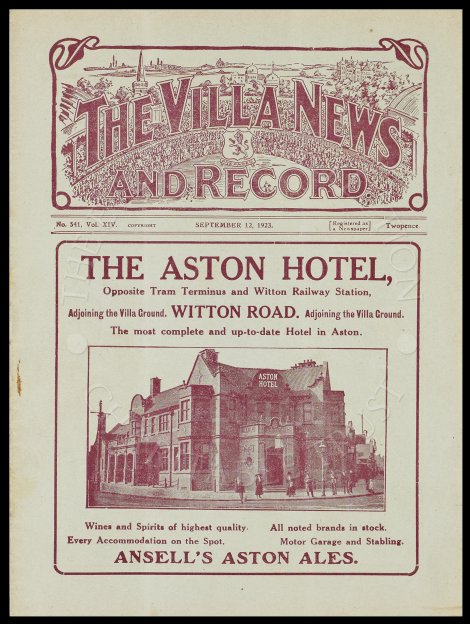 THE VILLA NEWS
AND RECORD
No. 541, Vol. XIV. COPYRIGHT SEPTEMBER 12, 1923. [Registered as a Newspaper] Twopence.
THE ASTON HOTEL,
Opposite Tram Terminus and Witton Railway Station,
Adjoining the Villa Ground. WITTON ROAD. Adjoining the Villa Ground.
The most complete and up-to-date Hotel in Aston.
ASTON
HOTEL
Wines and Spirits of highest quality. All noted brands in stock.
Every Accommodation on the Spot. Motor Garage and Stabling.
ANSELL'S ASTON ALES.